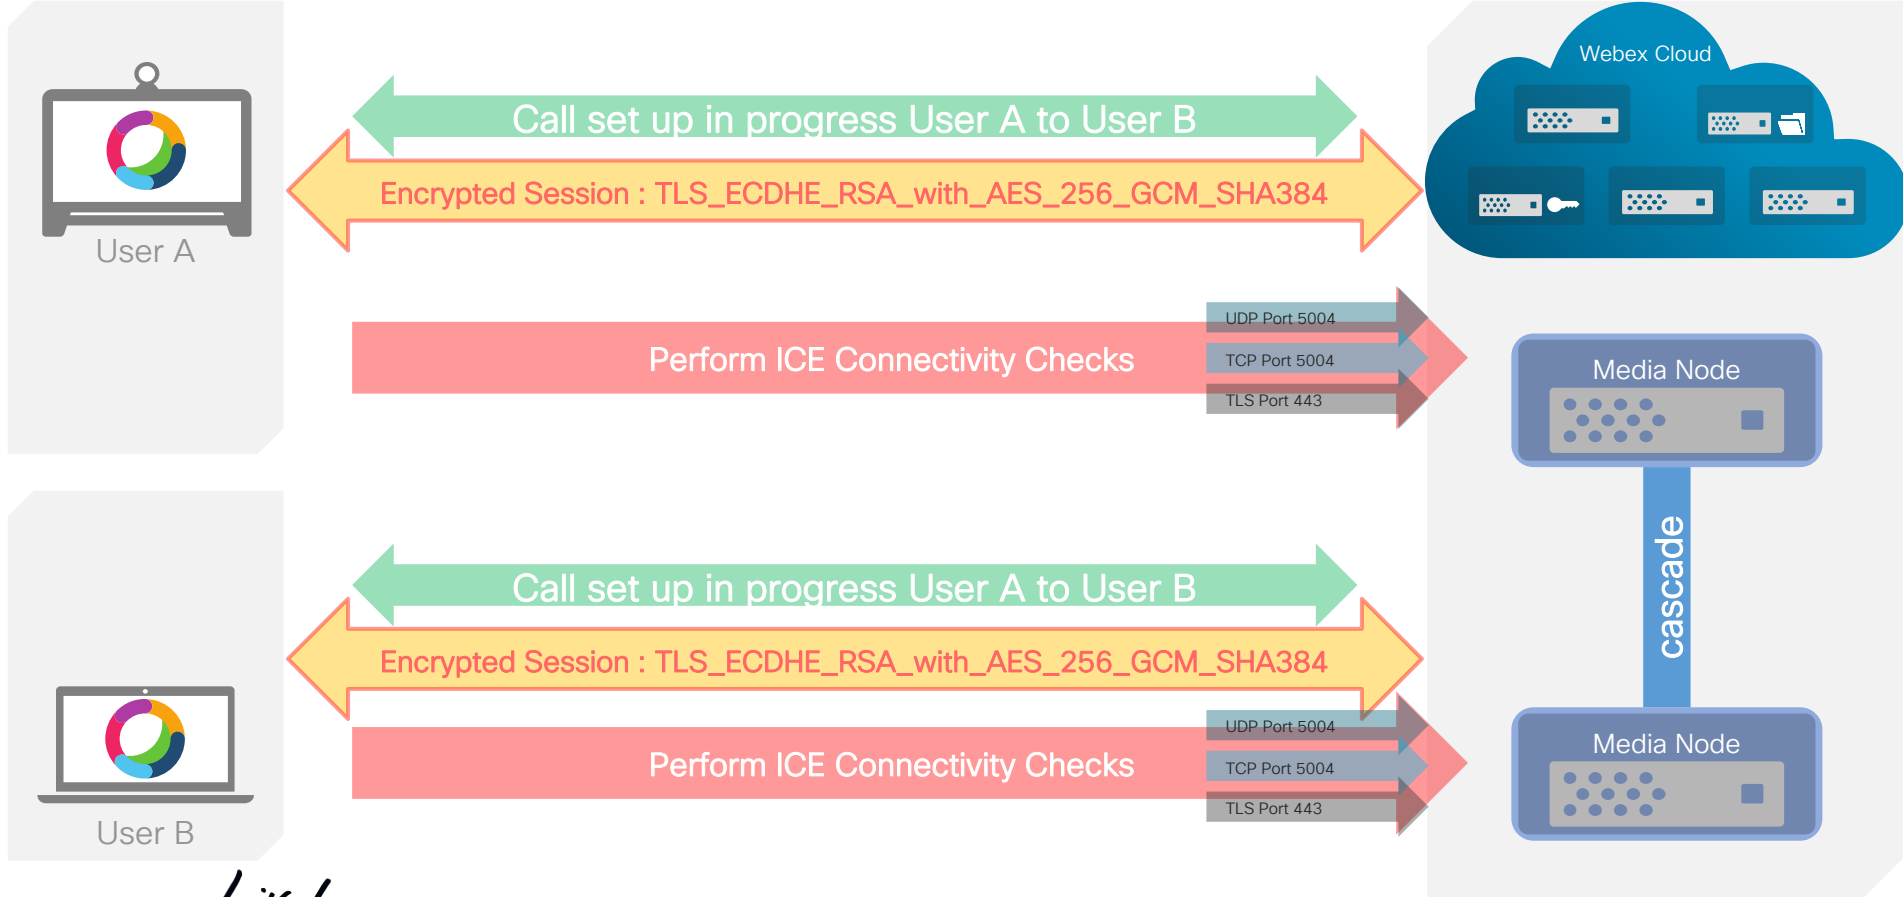 Webex Cloud
Call set up in progress User A to User B
Encrypted Session : TLS_ECDHE_RSA_with_AES_256_GCM_SHA384
User A
UDP Port 5004
Perform ICE Connectivity Checks
TCP Port 5004
TLS Port 443
Media Node
cascade
Call set up in progress User A to User B
Encrypted Session : TLS_ECDHE_RSA_with_AES_256_GCM_SHA384
UDP Port 5004
Perform ICE Connectivity Checks
TCP Port 5004
TLS Port 443
Media Node
User B